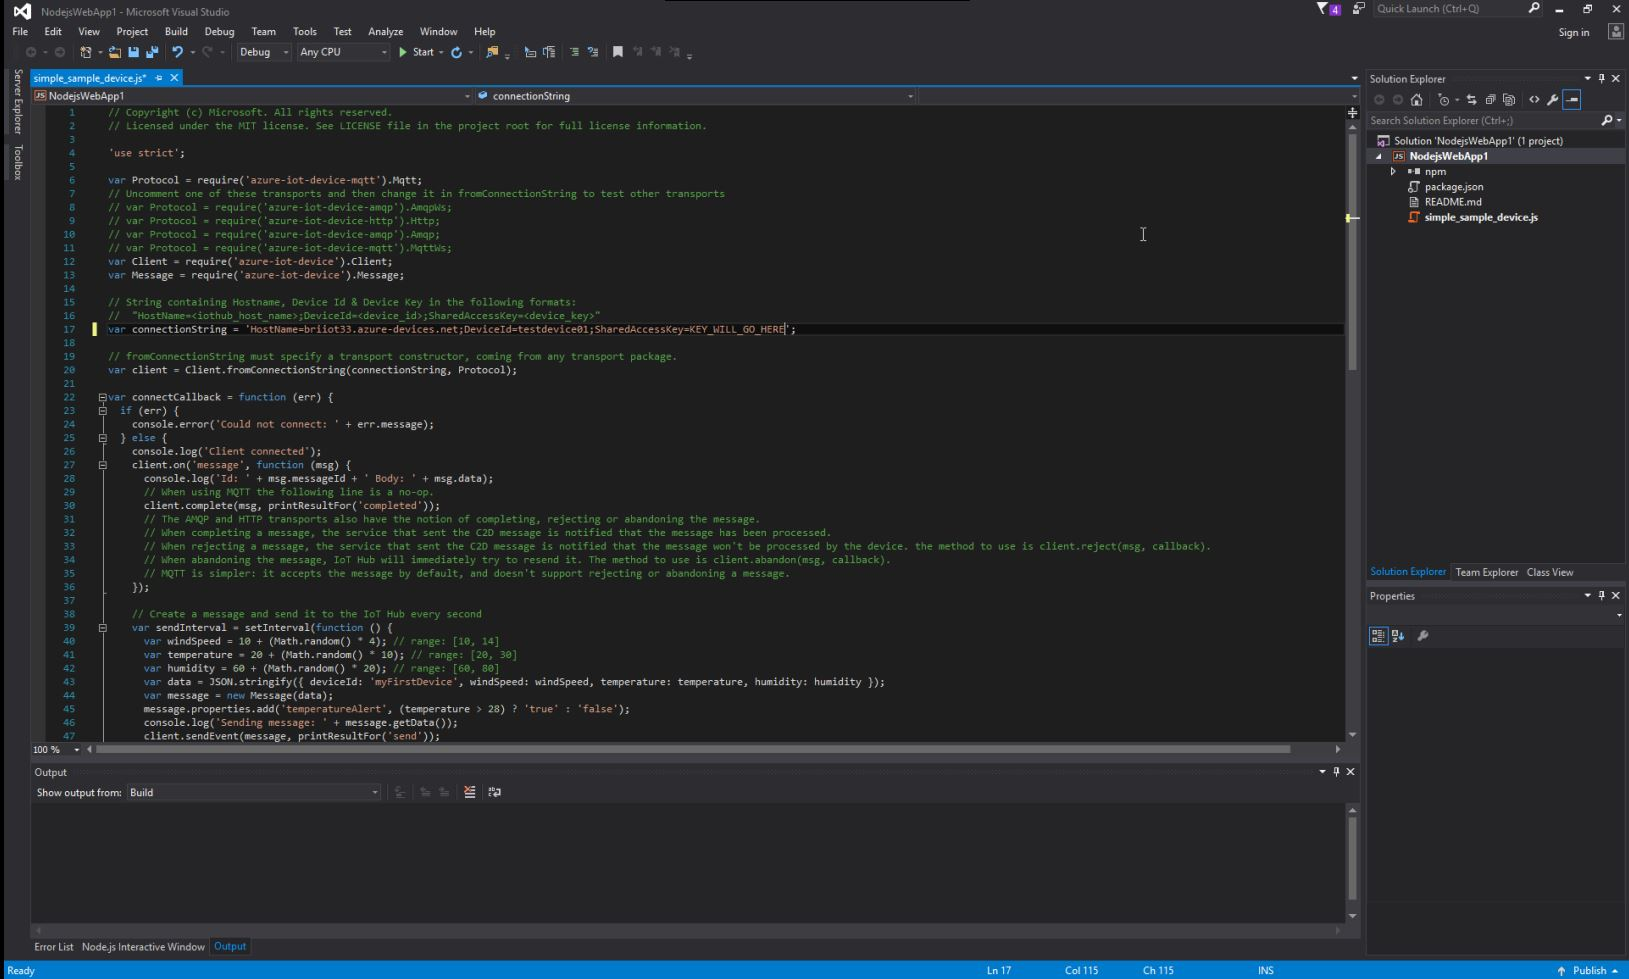 NodejsWebApp1 - Microsoft Visual Studio
4
Quick Launch (Ctrl+Q)
File Edit View Project Build Debug Team Tools Test Analyze Window Help
Sign in
Debug Any CPU Start
Server Explorer
Toolbox
simple_sample_device.js*
JS NodejsWebApp1 connectionString
1 // Copyright (c) Microsoft. All rights reserved.
2 // Licensed under the MIT license. See LICENSE file in the project root for full license information.
3
4 'use strict';
5
6 var Protocol = require('azure-iot-device-mqtt').Mqtt;
7 // Uncomment one of these transports and then change it in fromConnectionString to test other transports
8 // var Protocol = require('azure-iot-device-amqp').AmqpWs;
9 // var Protocol = require('azure-iot-device-http').Http;
10 // var Protocol = require('azure-iot-device-amqp').Amqp;
11 // var Protocol = require('azure-iot-device-mqtt').MqttWs;
12 var Client = require('azure-iot-device').Client;
13 var Message = require('azure-iot-device').Message;
14
15 // String containing Hostname, Device Id & Device Key in the following formats:
16 //  "HostName=<iothub_host_name>;DeviceId=<device_id>;SharedAccessKey=<device_key>"
17 var connectionString = 'HostName=briiot33.azure-devices.net;DeviceId=testdevice01;SharedAccessKey=KEY_WILL_GO_HERE';
18
19 // fromConnectionString must specify a transport constructor, coming from any transport package.
20 var client = Client.fromConnectionString(connectionString, Protocol);
21
22 var connectCallback = function (err) {
23 if (err) {
24 console.error('Could not connect: ' + err.message);
25 } else {
26 console.log('Client connected');
27 client.on('message', function (msg) {
28 console.log('Id: ' + msg.messageId + ' Body: ' + msg.data);
29 // When using MQTT the following line is a no-op.
30 client.complete(msg, printResultFor('completed'));
31 // The AMQP and HTTP transports also have the notion of completing, rejecting or abandoning the message.
32 // When completing a message, the service that sent the C2D message is notified that the message has been processed.
33 // When rejecting a message, the service that sent the C2D message is notified that the message won't be processed by the device. the method to use is client.reject(msg, callback).
34 // When abandoning the message, IoT Hub will immediately try to resend it. The method to use is client.abandon(msg, callback).
35 // MQTT is simpler: it accepts the message by default, and doesn't support rejecting or abandoning a message.
36 });
37
38 // Create a message and send it to the IoT Hub every second
39 var sendInterval = setInterval(function () {
40 var windSpeed = 10 + (Math.random() * 4); // range: [10, 14]
41 var temperature = 20 + (Math.random() * 10); // range: [20, 30]
42 var humidity = 60 + (Math.random() * 20); // range: [60, 80]
43 var data = JSON.stringify({ deviceId: 'myFirstDevice', windSpeed: windSpeed, temperature: temperature, humidity: humidity });
44 var message = new Message(data);
45 message.properties.add('temperatureAlert', (temperature > 28) ? 'true' : 'false');
46 console.log('Sending message: ' + message.getData());
47 client.sendEvent(message, printResultFor('send'));
100 %
Output
Show output from: Build
Error List Node.js Interactive Window Output
Solution Explorer
Search Solution Explorer (Ctrl+;)
Solution 'NodejsWebApp1' (1 project)
JS NodejsWebApp1
npm
package.json
README.md
simple_sample_device.js
Solution Explorer Team Explorer Class View
Properties
Ready Ln 17 Col 115 Ch 115 INS Publish